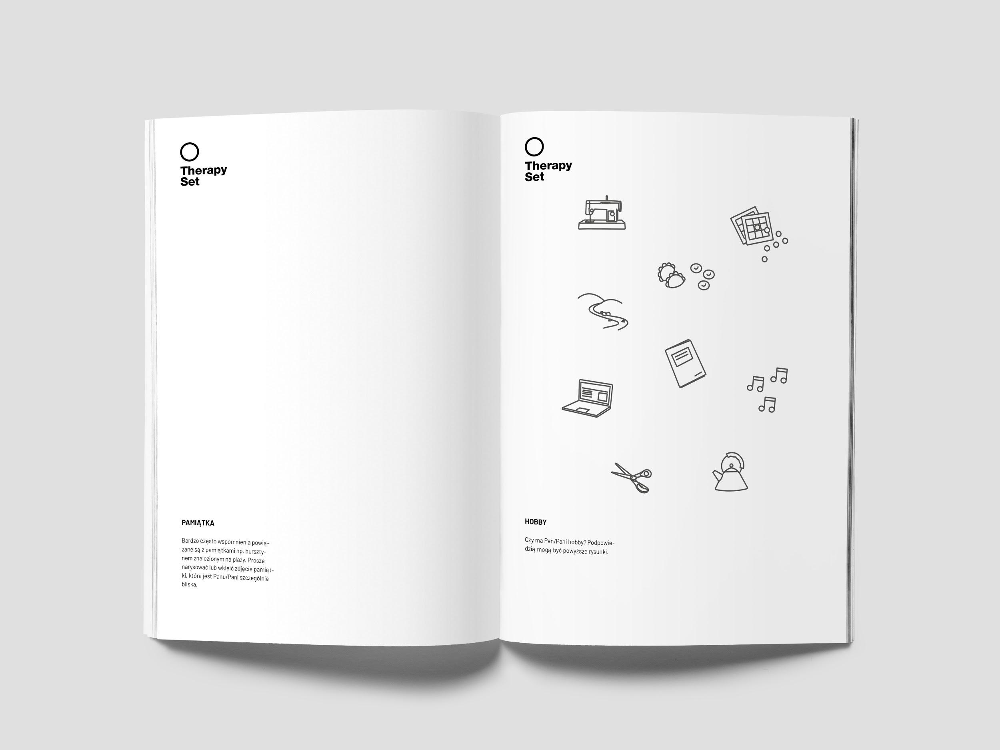 Therapy
Set
PAMIĄTKA
Bardzo często wspomnienia powią-
zane są z pamiątkami np. burszty-
nem znalezionym na plaży. Proszę
narysować lub wkleić zdjęcie pamiąt-
ki, która jest Panu/Pani szczególnie
bliska.
Therapy
Set
HOBBY
Czy ma Pan/Pani hobby? Podpowie-
dzią mogą być powyższe rysunki.